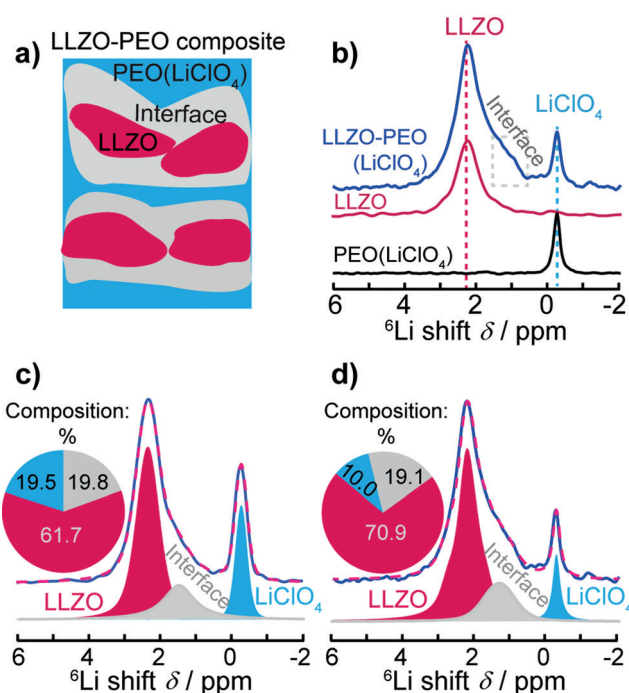 a)
LLZO-PEO composite
PEO(LiClO₄)
Interface
LLZO
b)
LLZO
LiClO₄
Interface
LLZO-PEO
(LiClO₄)
LLZO
PEO(LiClO₄)
6 4 2 0 -2
⁶Li shift δ / ppm
c)
Composition:
%
19.5 19.8
61.7
Interface
LLZO
LiClO₄
6 4 2 0 -2
⁶Li shift δ / ppm
d)
Composition:
%
10.0 19.1
70.9
Interface
LLZO
LiClO₄
6 4 2 0 -2
⁶Li shift δ / ppm